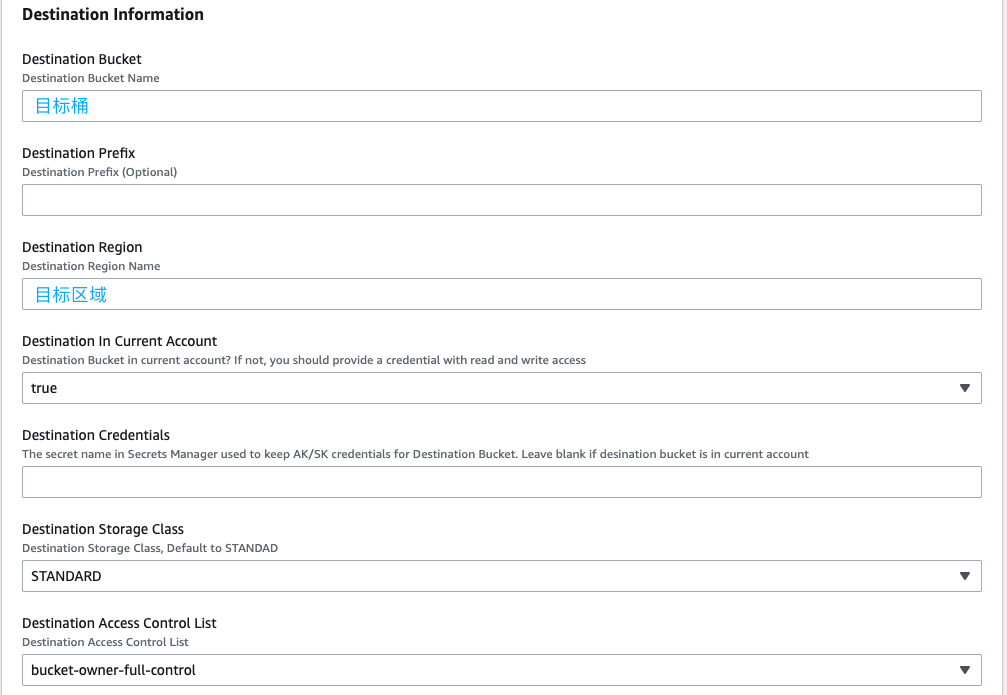 Destination Information
Destination Bucket
Destination Bucket Name
目标桶
Destination Prefix
Destination Prefix (Optional)
Destination Region
Destination Region Name
目标区域
Destination In Current Account
Destination Bucket in current account? If not, you should provide a credential with read and write access
true
Destination Credentials
The secret name in Secrets Manager used to keep AK/SK credentials for Destination Bucket. Leave blank if desination bucket is in current account
Destination Storage Class
Destination Storage Class, Default to STANDAD
STANDARD
Destination Access Control List
Destination Access Control List
bucket-owner-full-control